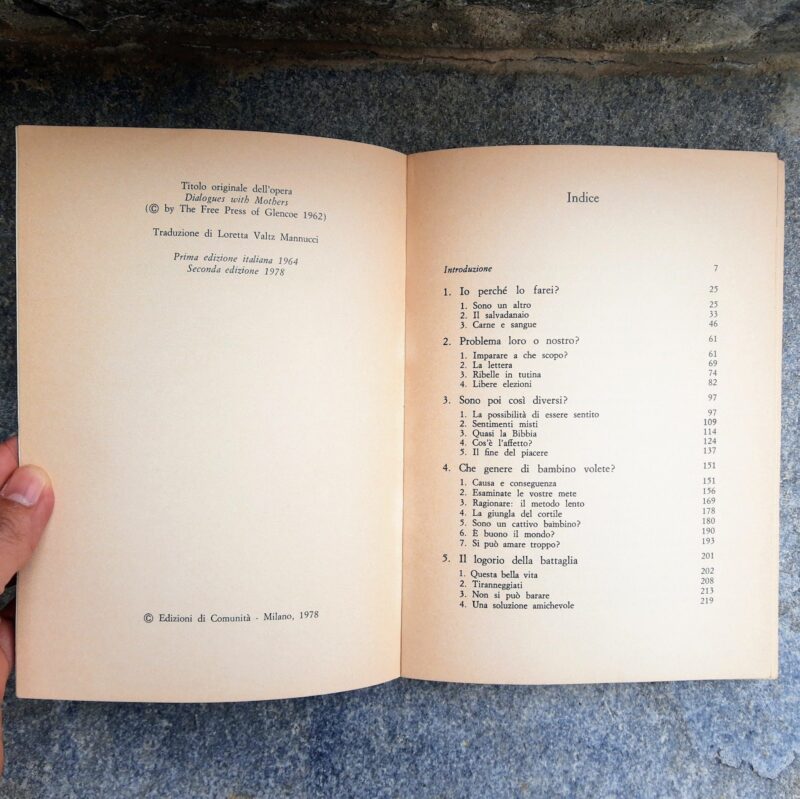 Titolo originale dell'opera
Dialogues with Mothers
(© by The Free Press of Glencoe 1962)
Traduzione di Loretta Valtz Mannucci
Prima edizione italiana 1964
Seconda edizione 1978
© Edizioni di Comunità - Milano, 1978
Indice
Introduzione 7
1. Io perché lo farei? 25
1. Sono un altro 25
2. Il salvadanaio 33
3. Carne e sangue 46
2. Problema loro o nostro? 61
1. Imparare a che scopo? 61
2. La lettera 69
3. Ribelle in tutina 74
4. Libere elezioni 82
3. Sono poi così diversi? 97
1. La possibilità di essere sentito 97
2. Sentimenti misti 109
3. Quasi la Bibbia 114
4. Cos'è l'affetto? 124
5. Il fine del piacere 137
4. Che genere di bambino volete? 151
1. Causa e conseguenza 151
2. Esaminate le vostre mete 156
3. Ragionare: il metodo lento 169
4. La giungla del cortile 178
5. Sono un cattivo bambino? 180
6. È buono il mondo? 190
7. Si può amare troppo? 193
5. Il logorio della battaglia 201
1. Questa bella vita 202
2. Tiranneggiati 208
3. Non si può barare 213
4. Una soluzione amichevole 219